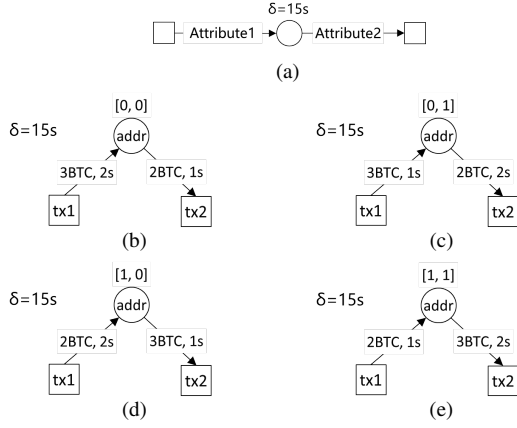 δ=15s
Attribute1 Attribute2
(a)
[0, 0] [0, 1]
δ=15s addr δ=15s addr
3BTC, 2s 2BTC, 1s 3BTC, 1s 2BTC, 2s
tx1 tx2 tx1 tx2
(b) (c)
[1, 0] [1, 1]
δ=15s addr δ=15s addr
2BTC, 2s 3BTC, 1s 2BTC, 1s 3BTC, 2s
tx1 tx2 tx1 tx2
(d) (e)